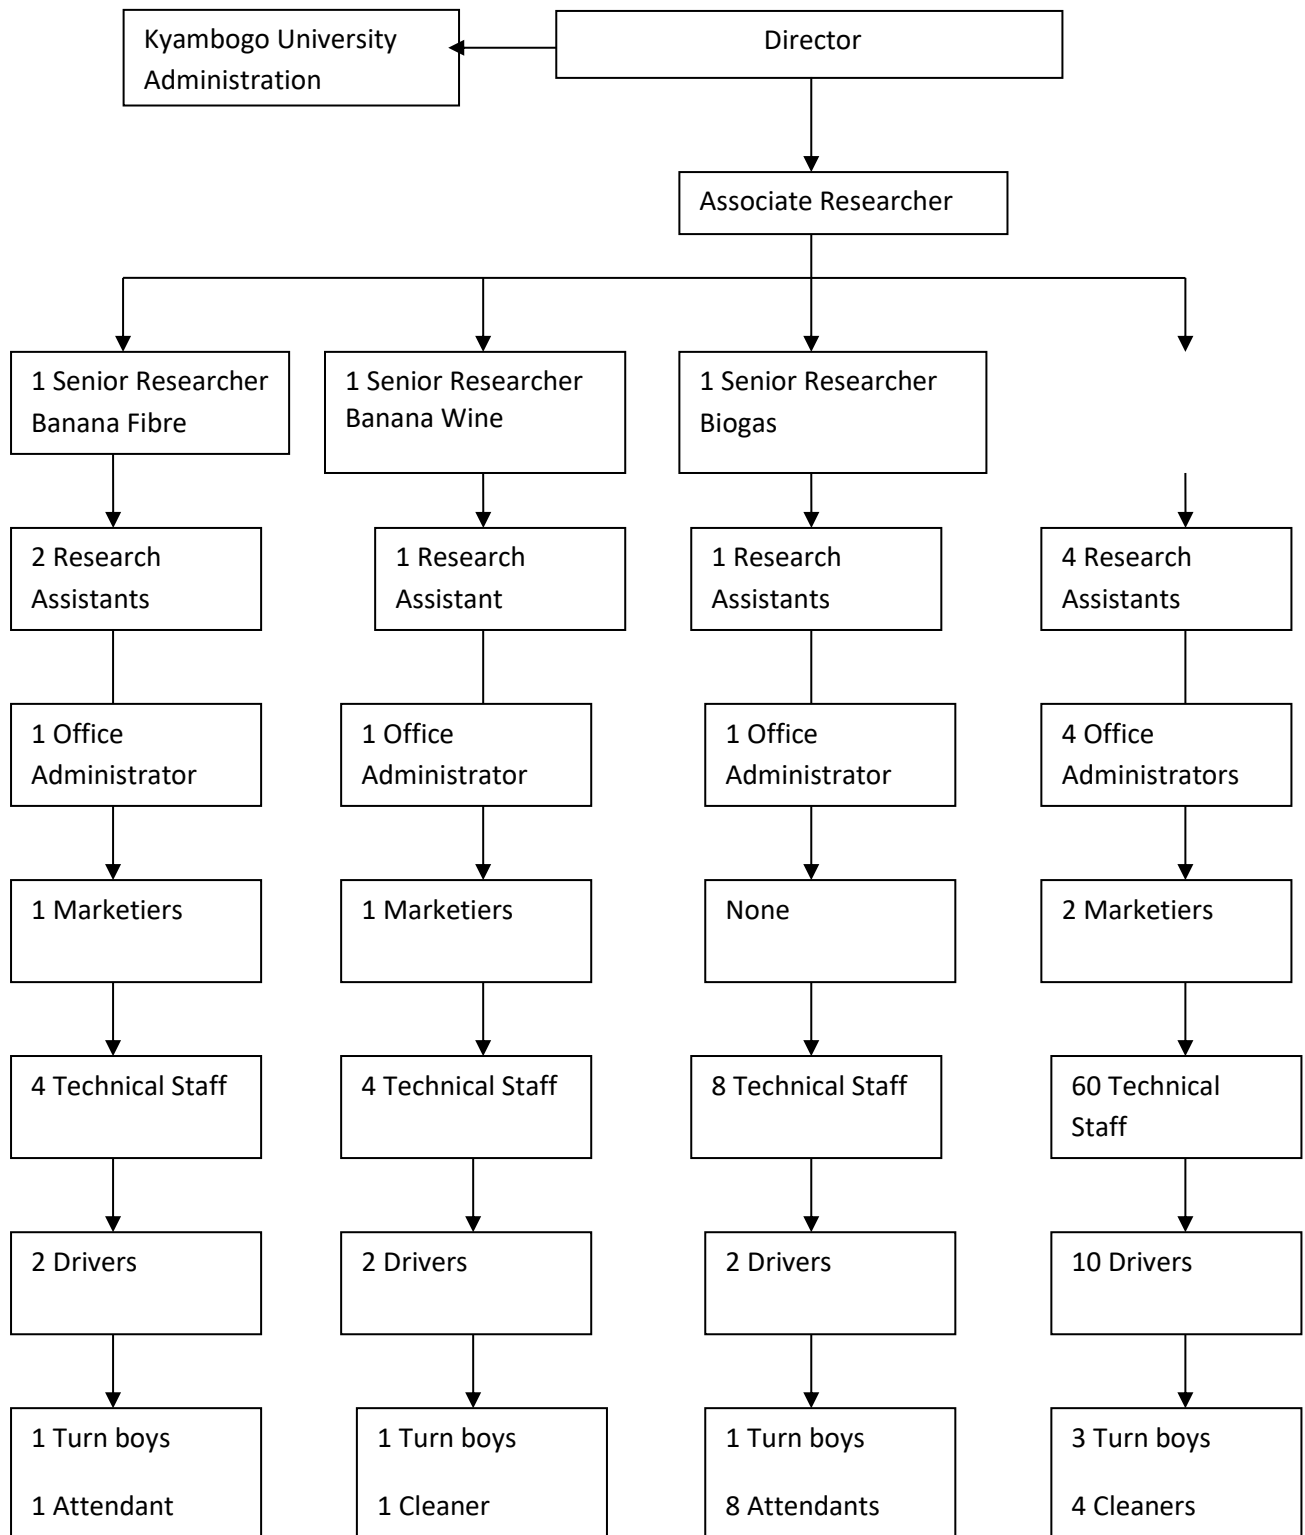 Kyambogo University
Administration
Director
Associate Researcher
1 Senior Researcher
Banana Fibre
1 Senior Researcher
Banana Wine
1 Senior Researcher
Biogas
2 Research
Assistants
1 Research
Assistant
1 Research
Assistants
4 Research
Assistants
1 Office
Administrator
1 Office
Administrator
1 Office
Administrator
4 Office
Administrators
1 Marketiers
1 Marketiers
None
2 Marketiers
4 Technical Staff
4 Technical Staff
8 Technical Staff
60 Technical
Staff
2 Drivers
2 Drivers
2 Drivers
10 Drivers
1 Turn boys
1 Attendant
1 Turn boys
1 Cleaner
1 Turn boys
8 Attendants
3 Turn boys
4 Cleaners